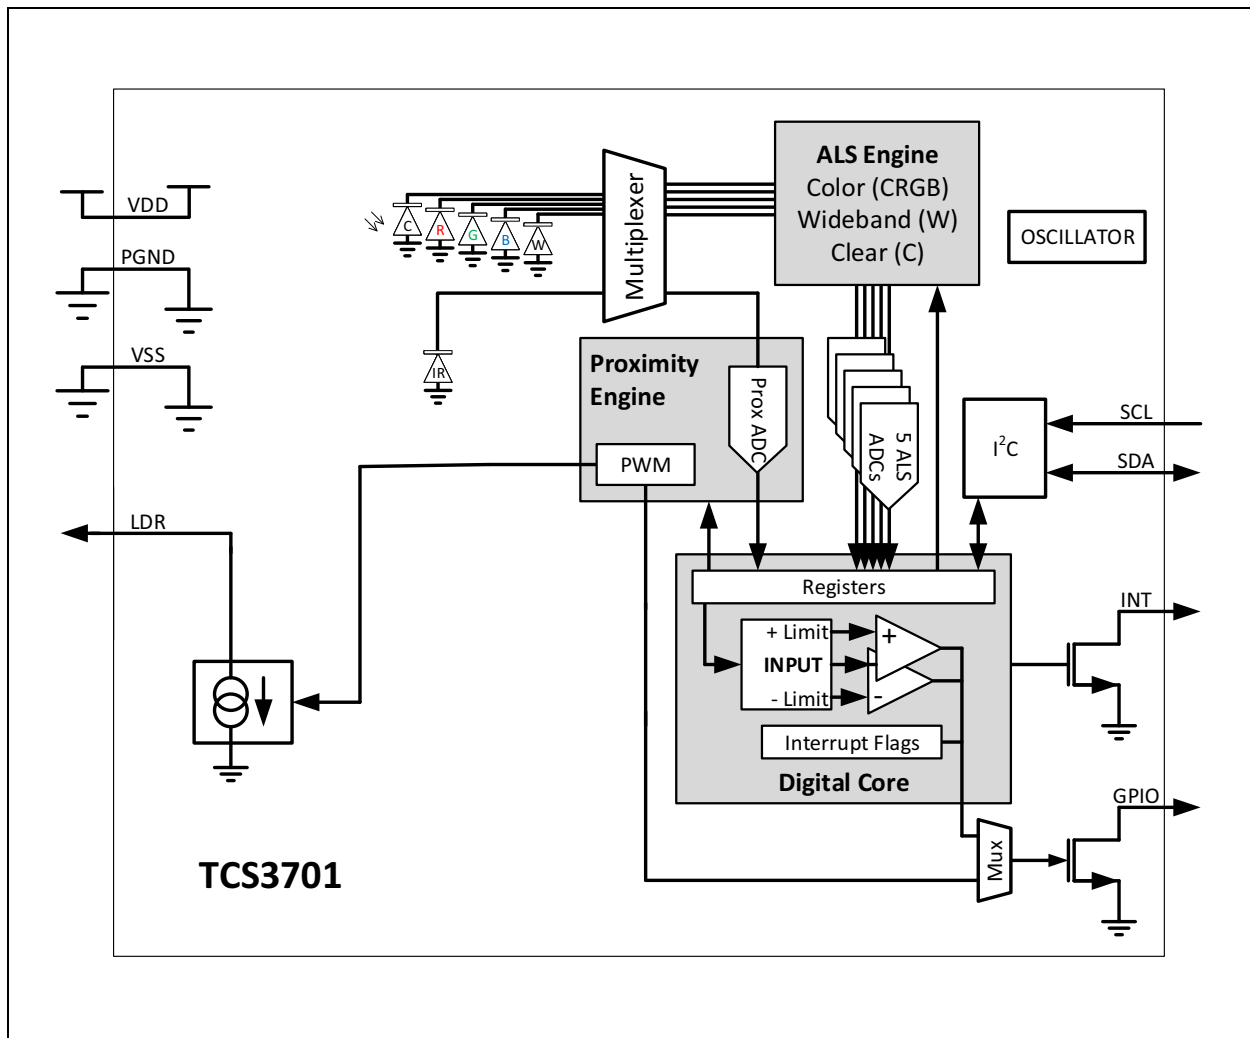 ALS Engine
Color (CRGB)
Wideband (W)
Clear (C)
OSCILLATOR
Multiplexer
VDD
PGND
VSS
C
R
G
B
W
IR
Proximity
Engine
Prox ADC
PWM
5 ALS
ADCs
I²C
SCL
SDA
LDR
Registers
+ Limit
INPUT
- Limit
+
-
Interrupt Flags
Digital Core
INT
GPIO
Mux
TCS3701